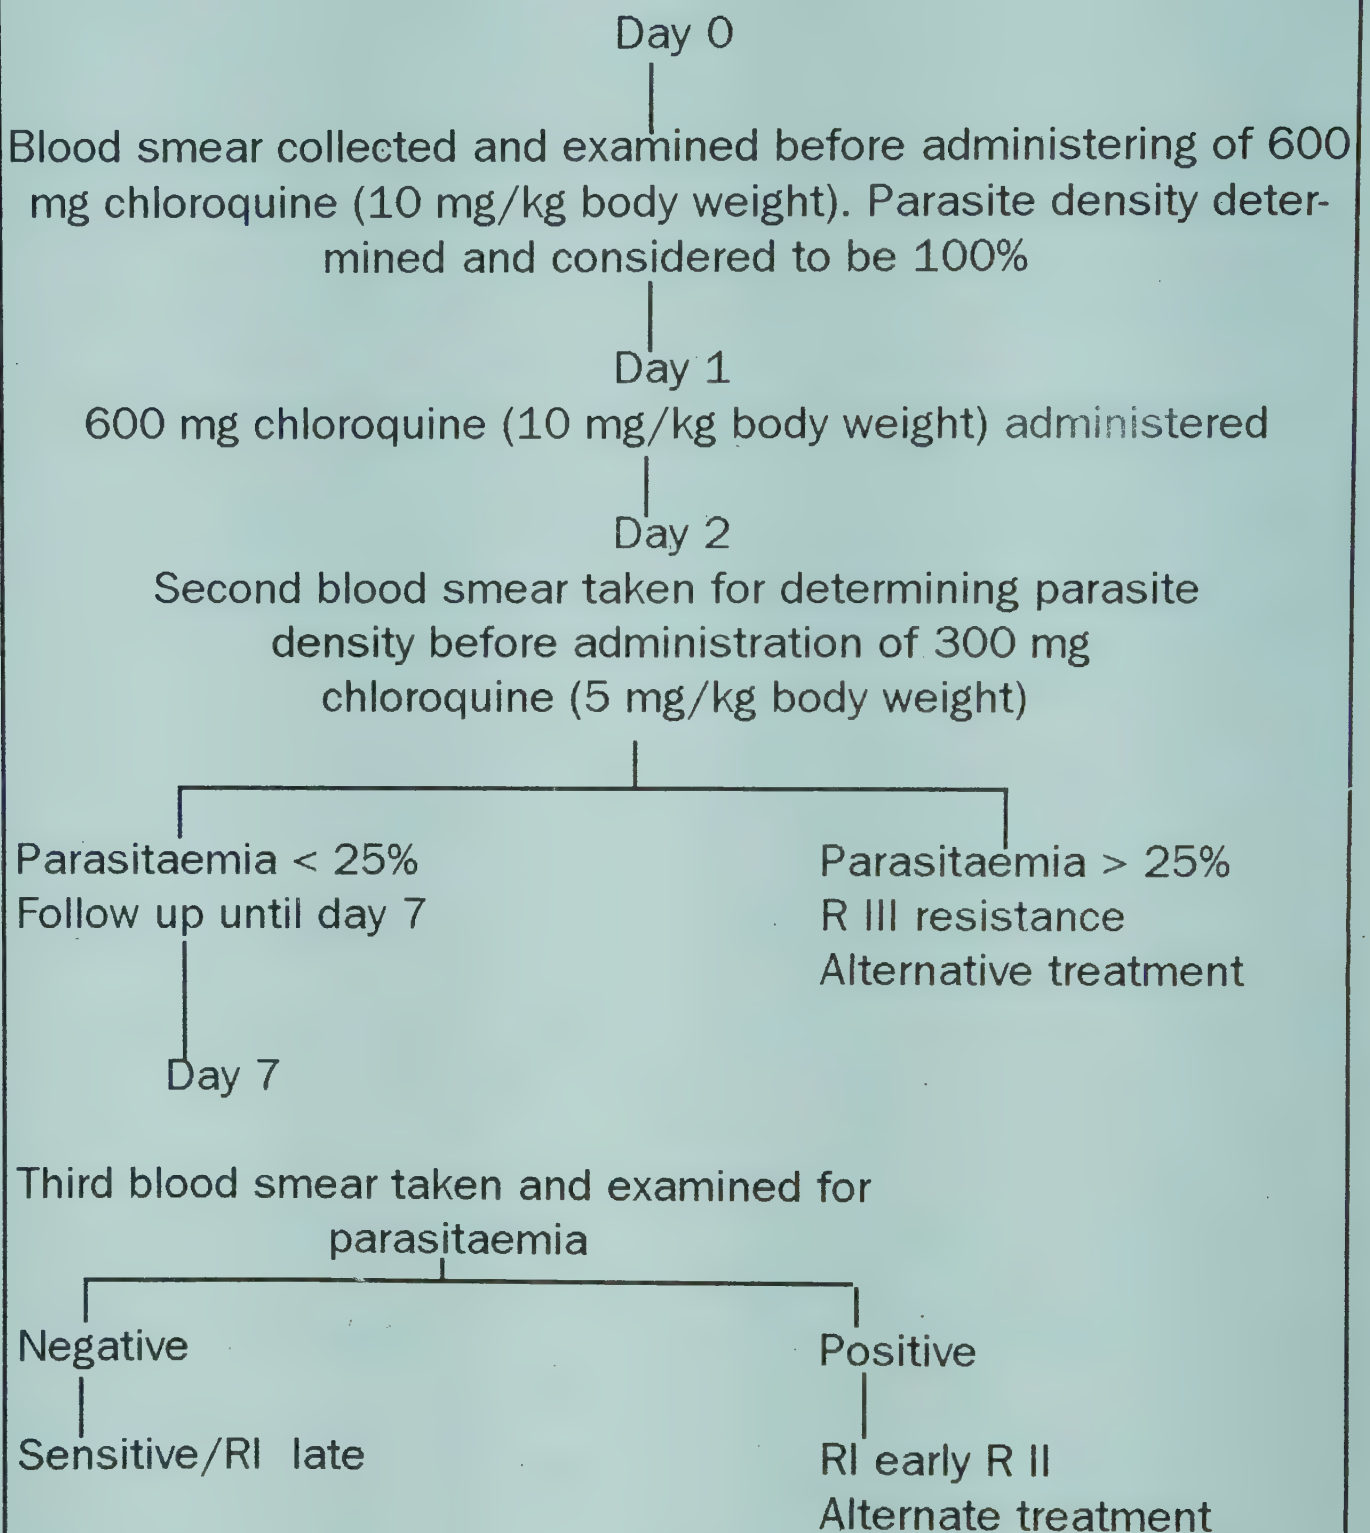 Day 0
Blood smear collected and examined before administering of 600
mg chloroquine (10 mg/kg body weight). Parasite density deter-
mined and considered to be 100%
Day 1
600 mg chloroquine (10 mg/kg body weight) administered
Day 2
Second blood smear taken for determining parasite
density before administration of 300 mg
chloroquine (5 mg/kg body weight)
Parasitaemia < 25%
Follow up until day 7
Parasitaemia > 25%
R III resistance
Alternative treatment
Day 7
Third blood smear taken and examined for
parasitaemia
Negative
Sensitive/RI late
Positive
RI early R II
Alternate treatment